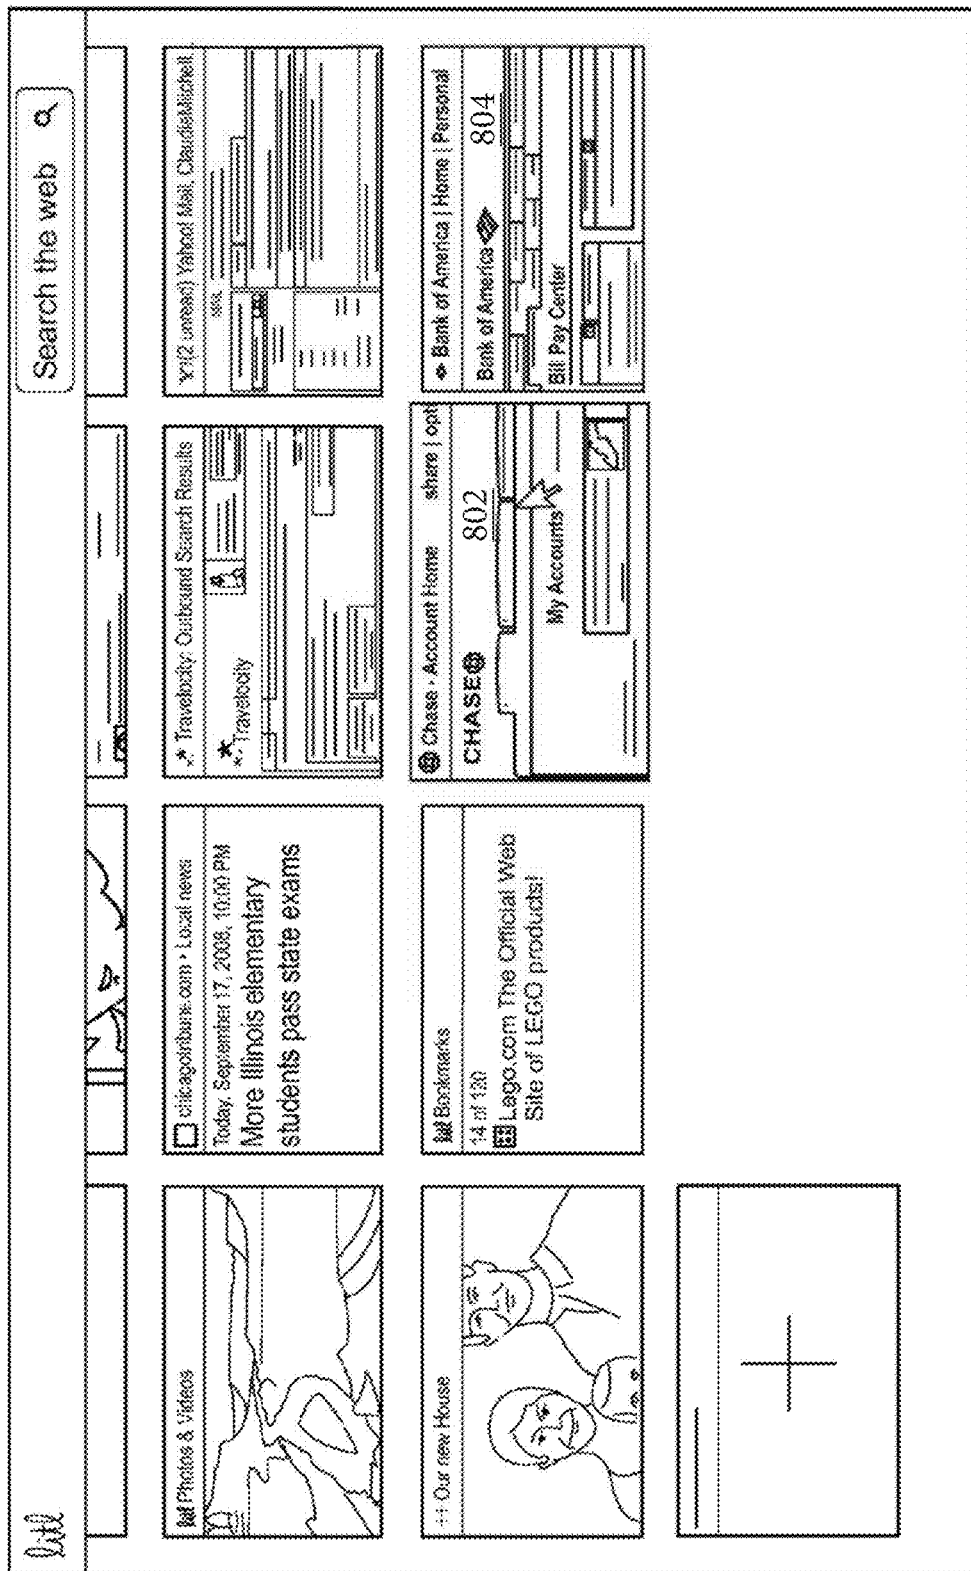 litl
Search the web
Photos & Videos
chicagotribune.com • Local news
Today, September 17, 2008, 10:00 PM
More Illinois elementary
students pass state exams
Travelocity: Outbound Search Results
Travelocity
Y!(2 unread) Yahoo! Mail, ClaudieMitchell
Our new House
Bookmarks
14 of 130
Lago.com The Official Web
Site of LEGO products!
Chase • Account Home share | opt
CHASE
802
My Accounts
Bank of America | Home | Personal
Bank of America
804
Bill Pay Center